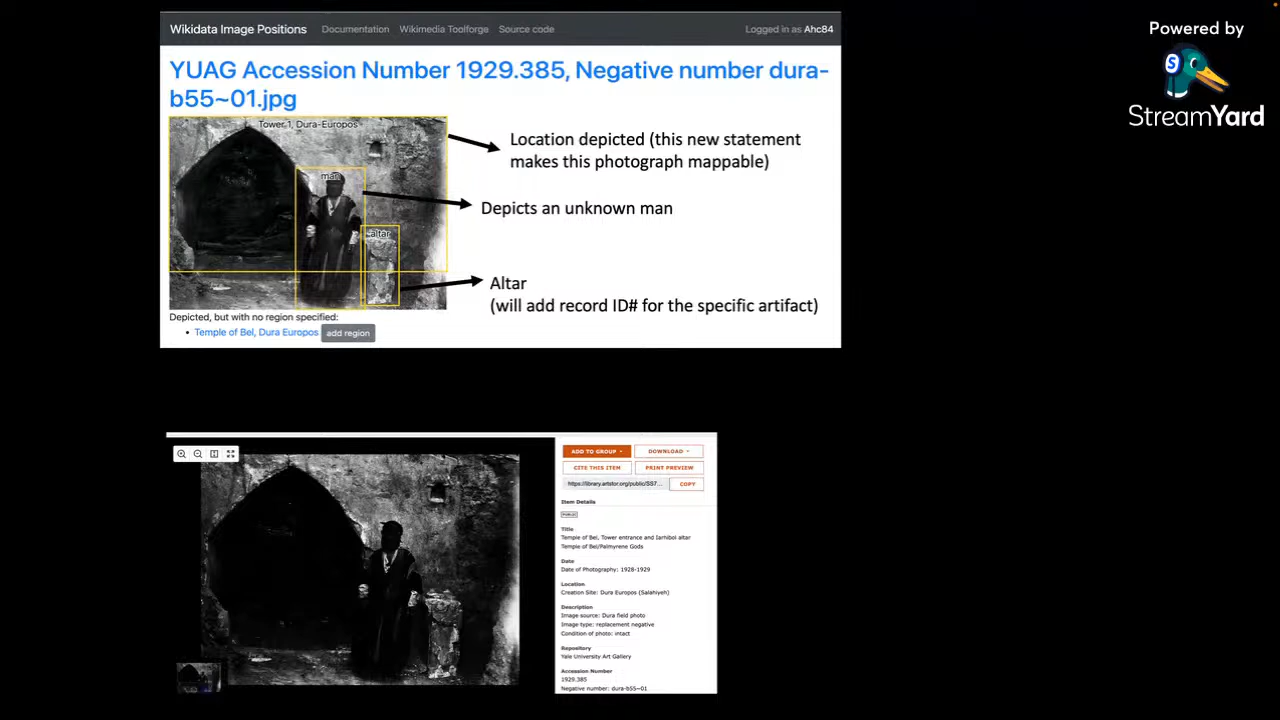 Wikidata Image Positions Documentation Wikimedia Toolforge Source code Logged in as Ahc84
YUAG Accession Number 1929.385, Negative number dura-
b55~01.jpg
Tower 1, Dura-Europos
man
altar
Location depicted (this new statement
makes this photograph mappable)
Depicts an unknown man
Altar
(will add record ID# for the specific artifact)
Depicted, but with no region specified:
• Temple of Bel, Dura Europos add region
Powered by
S
StreamYard
ADD TO GROUP DOWNLOAD
CITE THIS ITEM PRINT PREVIEW
https://library.artstor.org/public/SS7... COPY
Item Details
PUBLIC
Title
Temple of Bel, Tower entrance and Iarhibol altar
Temple of Bel/Palmyrene Gods
Date
Date of Photography: 1928-1929
Location
Creation Site: Dura Europos (Salahiyeh)
Description
Image source: Dura field photo
Image type: replacement negative
Condition of photo: intact
Repository
Yale University Art Gallery
Accession Number
1929.385
Negative number: dura-b55~01